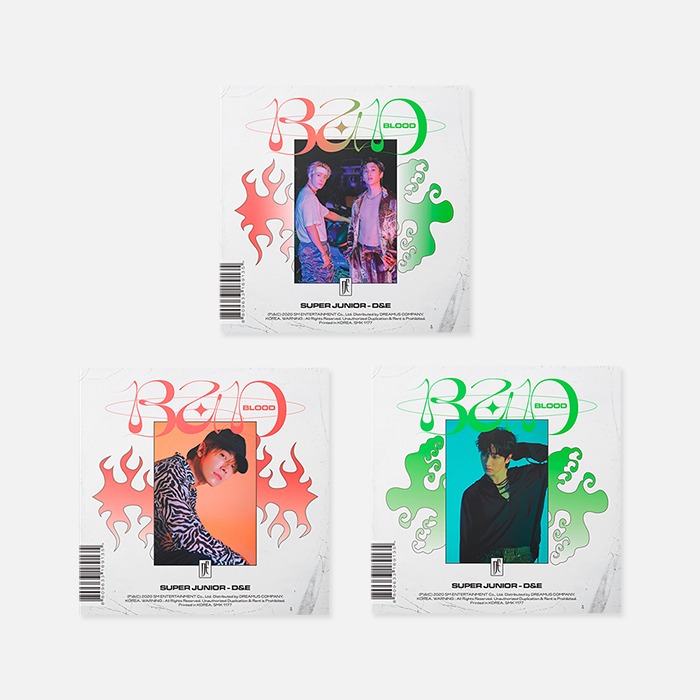 BAD
BLOOD
SUPER JUNIOR - D&E
(P)&(C) 2020 SM ENTERTAINMENT Co., Ltd. Distributed by DREAMUS COMPANY,
KOREA. WARNING : All Rights Reserved. Unauthorized Duplication & Rent is Prohibited.
Printed in KOREA. SMK 1177
BAD
BLOOD
SUPER JUNIOR - D&E
(P)&(C) 2020 SM ENTERTAINMENT Co., Ltd. Distributed by DREAMUS COMPANY,
KOREA. WARNING : All Rights Reserved. Unauthorized Duplication & Rent is Prohibited.
Printed in KOREA. SMK 1177
BAD
BLOOD
SUPER JUNIOR - D&E
(P)&(C) 2020 SM ENTERTAINMENT Co., Ltd. Distributed by DREAMUS COMPANY,
KOREA. WARNING : All Rights Reserved. Unauthorized Duplication & Rent is Prohibited.
Printed in KOREA. SMK 1177